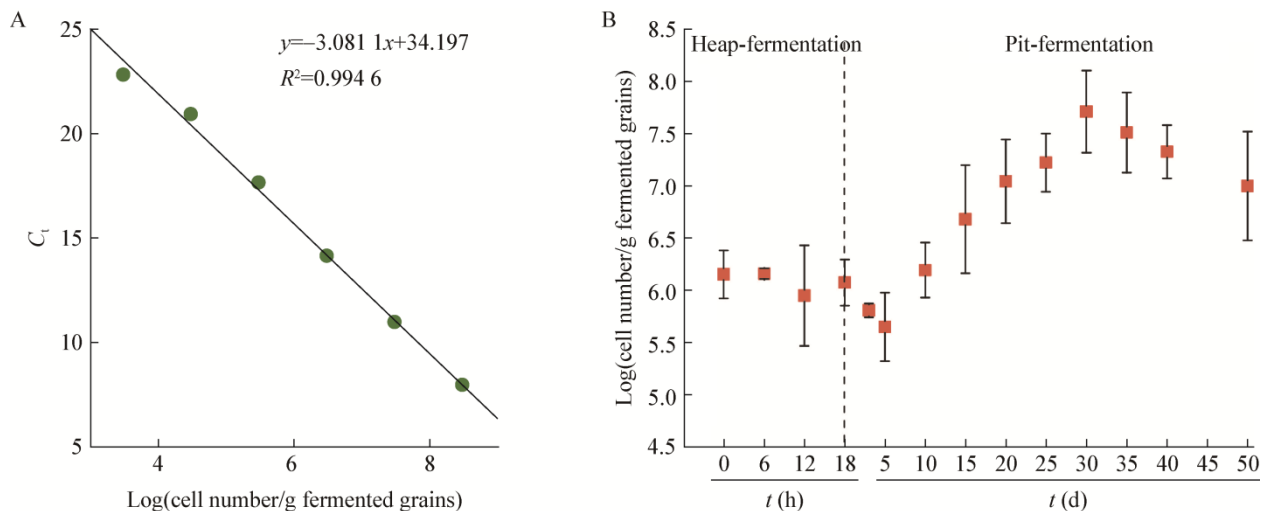 A
25
20
15
10
5
Ct
y=−3.081 1x+34.197
R²=0.994 6
4 6 8
Log(cell number/g fermented grains)
B
8.5
8.0
7.5
7.0
6.5
6.0
5.5
5.0
4.5
Log(cell number/g fermented grains)
Heap-fermentation Pit-fermentation
0 6 12 18 5 10 15 20 25 30 35 40 45 50
t (h) t (d)